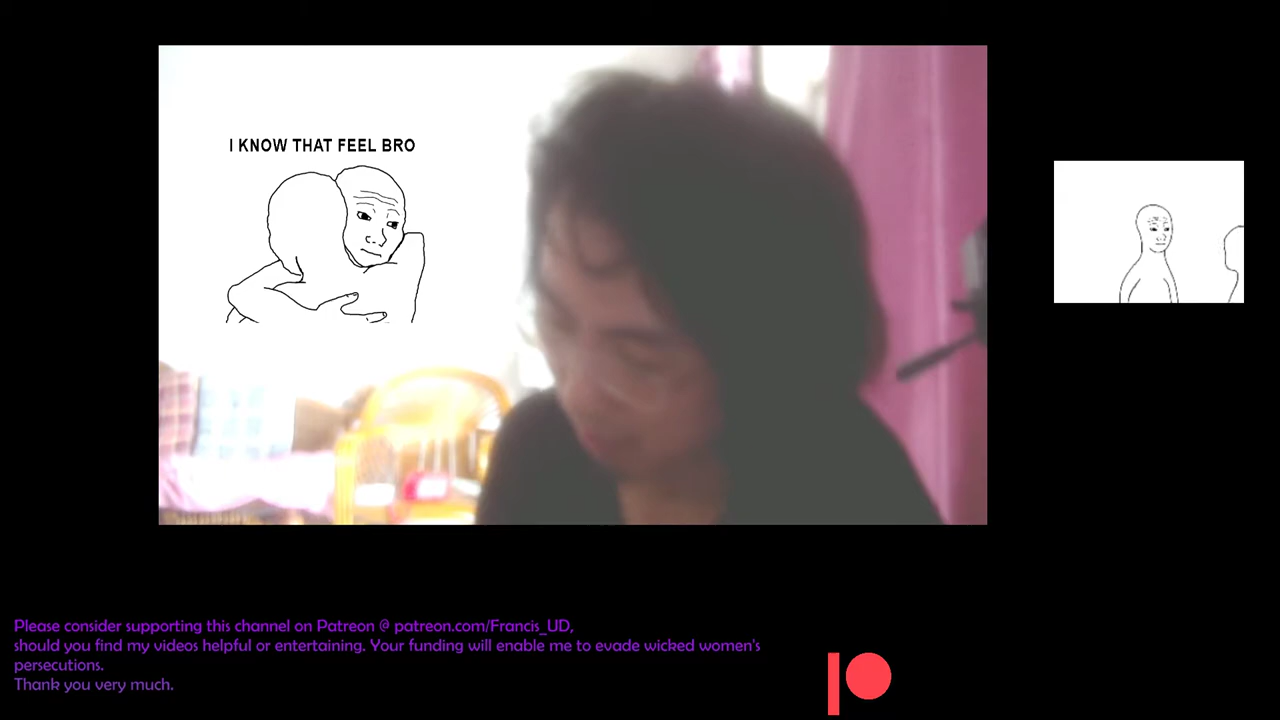 I KNOW THAT FEEL BRO
Please consider supporting this channel on Patreon @ patreon.com/Francis_UD,
should you find my videos helpful or entertaining. Your funding will enable me to evade wicked women's
persecutions.
Thank you very much.